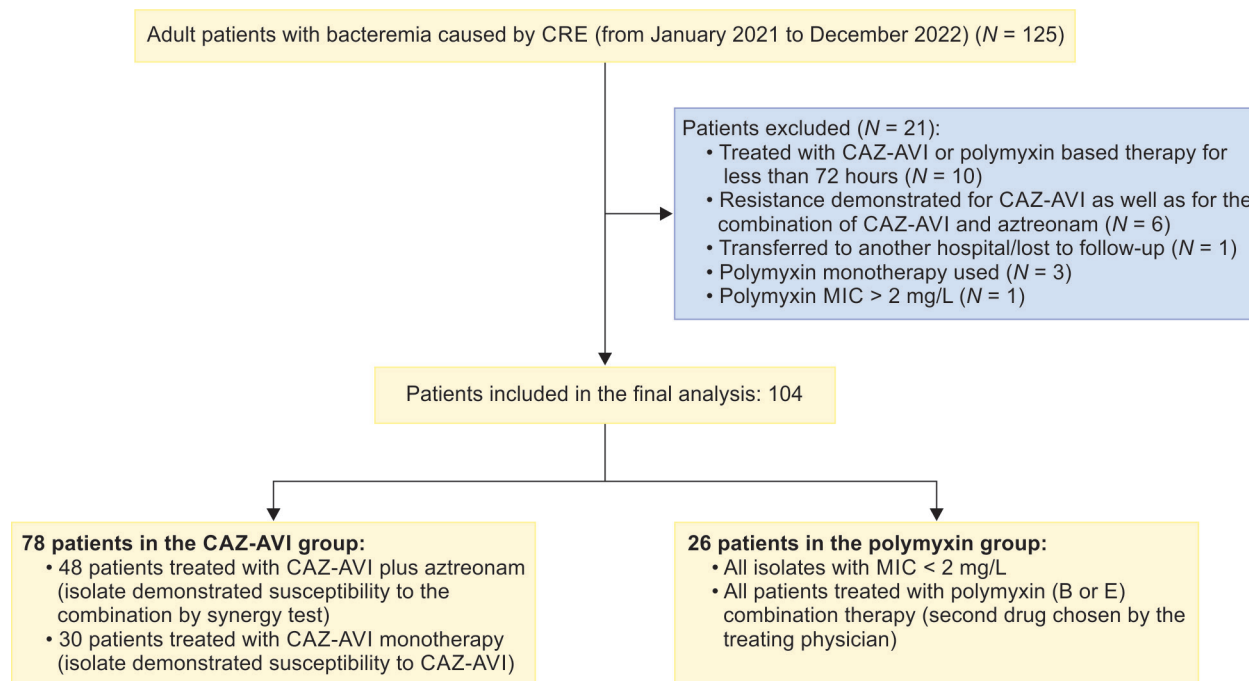 Adult patients with bacteremia caused by CRE (from January 2021 to December 2022) (N = 125)
Patients excluded (N = 21):
• Treated with CAZ-AVI or polymyxin based therapy for
less than 72 hours (N = 10)
• Resistance demonstrated for CAZ-AVI as well as for the
combination of CAZ-AVI and aztreonam (N = 6)
• Transferred to another hospital/lost to follow-up (N = 1)
• Polymyxin monotherapy used (N = 3)
• Polymyxin MIC > 2 mg/L (N = 1)
Patients included in the final analysis: 104
78 patients in the CAZ-AVI group:
• 48 patients treated with CAZ-AVI plus aztreonam
(isolate demonstrated susceptibility to the
combination by synergy test)
• 30 patients treated with CAZ-AVI monotherapy
(isolate demonstrated susceptibility to CAZ-AVI)
26 patients in the polymyxin group:
• All isolates with MIC < 2 mg/L
• All patients treated with polymyxin (B or E)
combination therapy (second drug chosen by the
treating physician)